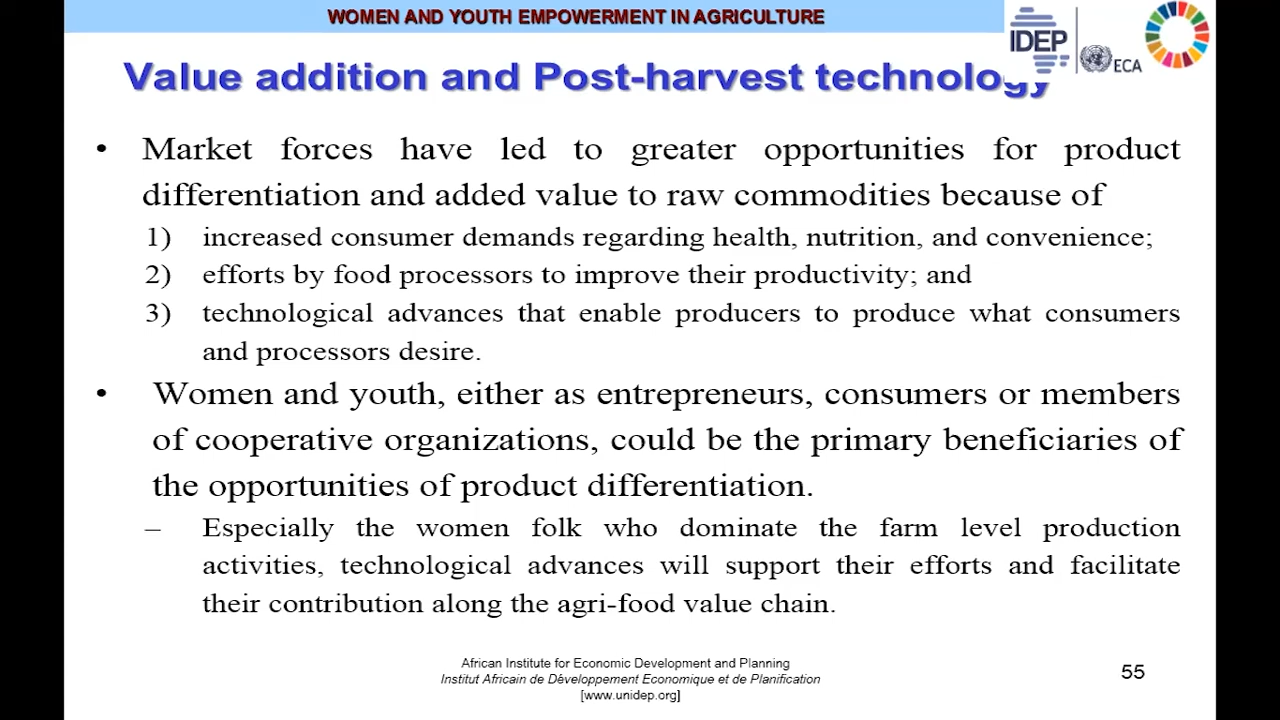 WOMEN AND YOUTH EMPOWERMENT IN AGRICULTURE
IDEP
ECA
Value addition and Post-harvest technology
• Market forces have led to greater opportunities for product
differentiation and added value to raw commodities because of
1) increased consumer demands regarding health, nutrition, and convenience;
2) efforts by food processors to improve their productivity; and
3) technological advances that enable producers to produce what consumers
and processors desire.
• Women and youth, either as entrepreneurs, consumers or members
of cooperative organizations, could be the primary beneficiaries of
the opportunities of product differentiation.
– Especially the women folk who dominate the farm level production
activities, technological advances will support their efforts and facilitate
their contribution along the agri-food value chain.
African Institute for Economic Development and Planning
Institut Africain de Développement Economique et de Planification
[www.unidep.org]
55